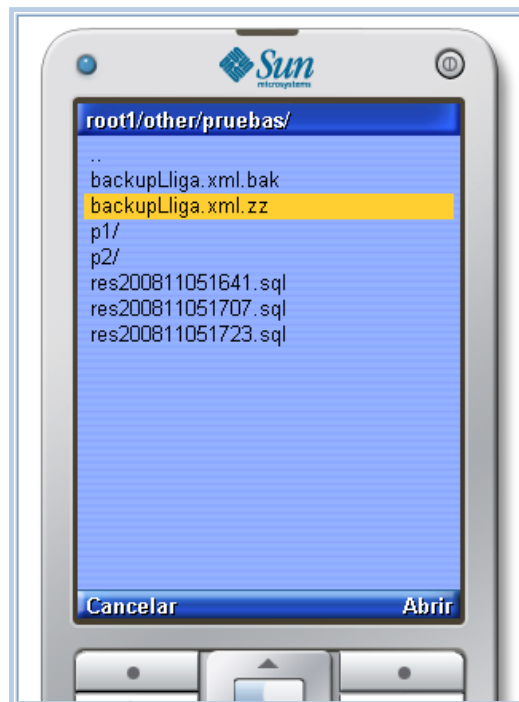 Sun
microsystems
root1/other/pruebas/
..
backupLliga.xml.bak
backupLliga.xml.zz
p1/
p2/
res200811051641.sql
res200811051707.sql
res200811051723.sql
Cancelar Abrir